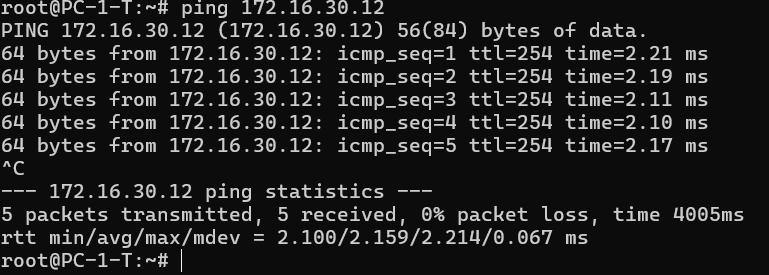 root@PC-1-T:~# ping 172.16.30.12
PING 172.16.30.12 (172.16.30.12) 56(84) bytes of data.
64 bytes from 172.16.30.12: icmp_seq=1 ttl=254 time=2.21 ms
64 bytes from 172.16.30.12: icmp_seq=2 ttl=254 time=2.19 ms
64 bytes from 172.16.30.12: icmp_seq=3 ttl=254 time=2.11 ms
64 bytes from 172.16.30.12: icmp_seq=4 ttl=254 time=2.10 ms
64 bytes from 172.16.30.12: icmp_seq=5 ttl=254 time=2.17 ms
^C
--- 172.16.30.12 ping statistics ---
5 packets transmitted, 5 received, 0% packet loss, time 4005ms
rtt min/avg/max/mdev = 2.100/2.159/2.214/0.067 ms
root@PC-1-T:~#